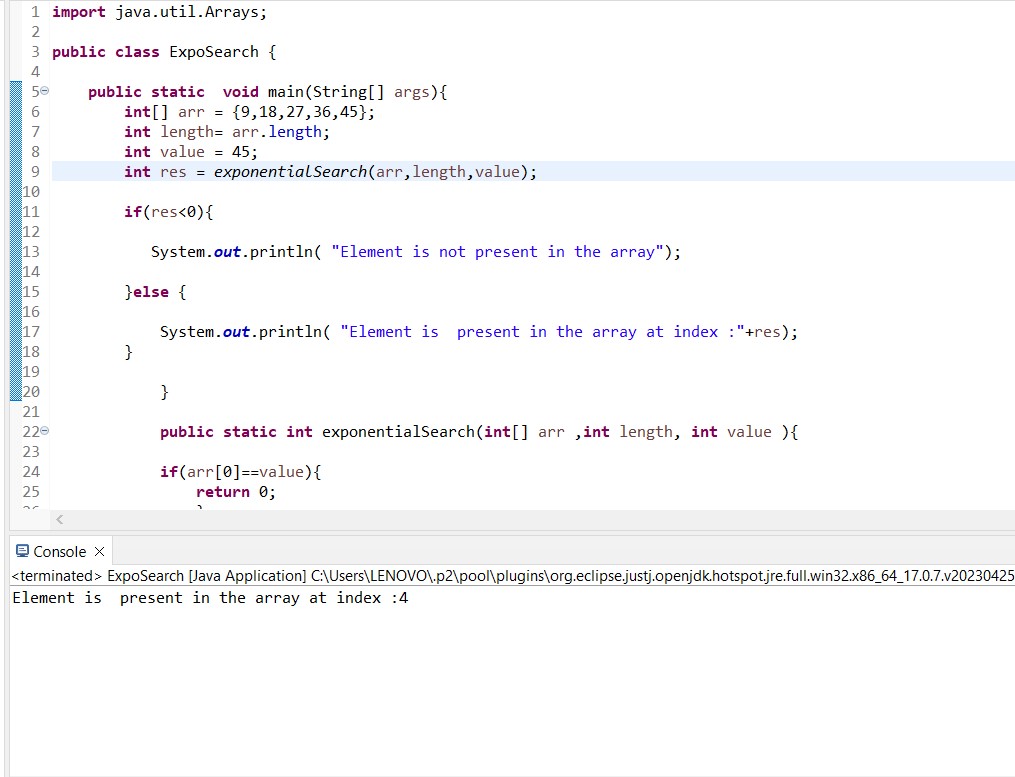 1 import java.util.Arrays;
2
3 public class ExpoSearch {
4
5 public static  void main(String[] args){
6 int[] arr = {9,18,27,36,45};
7 int length= arr.length;
8 int value = 45;
9 int res = exponentialSearch(arr,length,value);
10
11 if(res<0){
12
13 System.out.println( "Element is not present in the array");
14
15 }else {
16
17 System.out.println( "Element is  present in the array at index :"+res);
18 }
19
20 }
21
22 public static int exponentialSearch(int[] arr ,int length, int value ){
23
24 if(arr[0]==value){
25 return 0;
Console
<terminated> ExpoSearch [Java Application] C:\Users\LENOVO\.p2\pool\plugins\org.eclipse.justj.openjdk.hotspot.jre.full.win32.x86_64_17.0.7.v20230425
Element is  present in the array at index :4